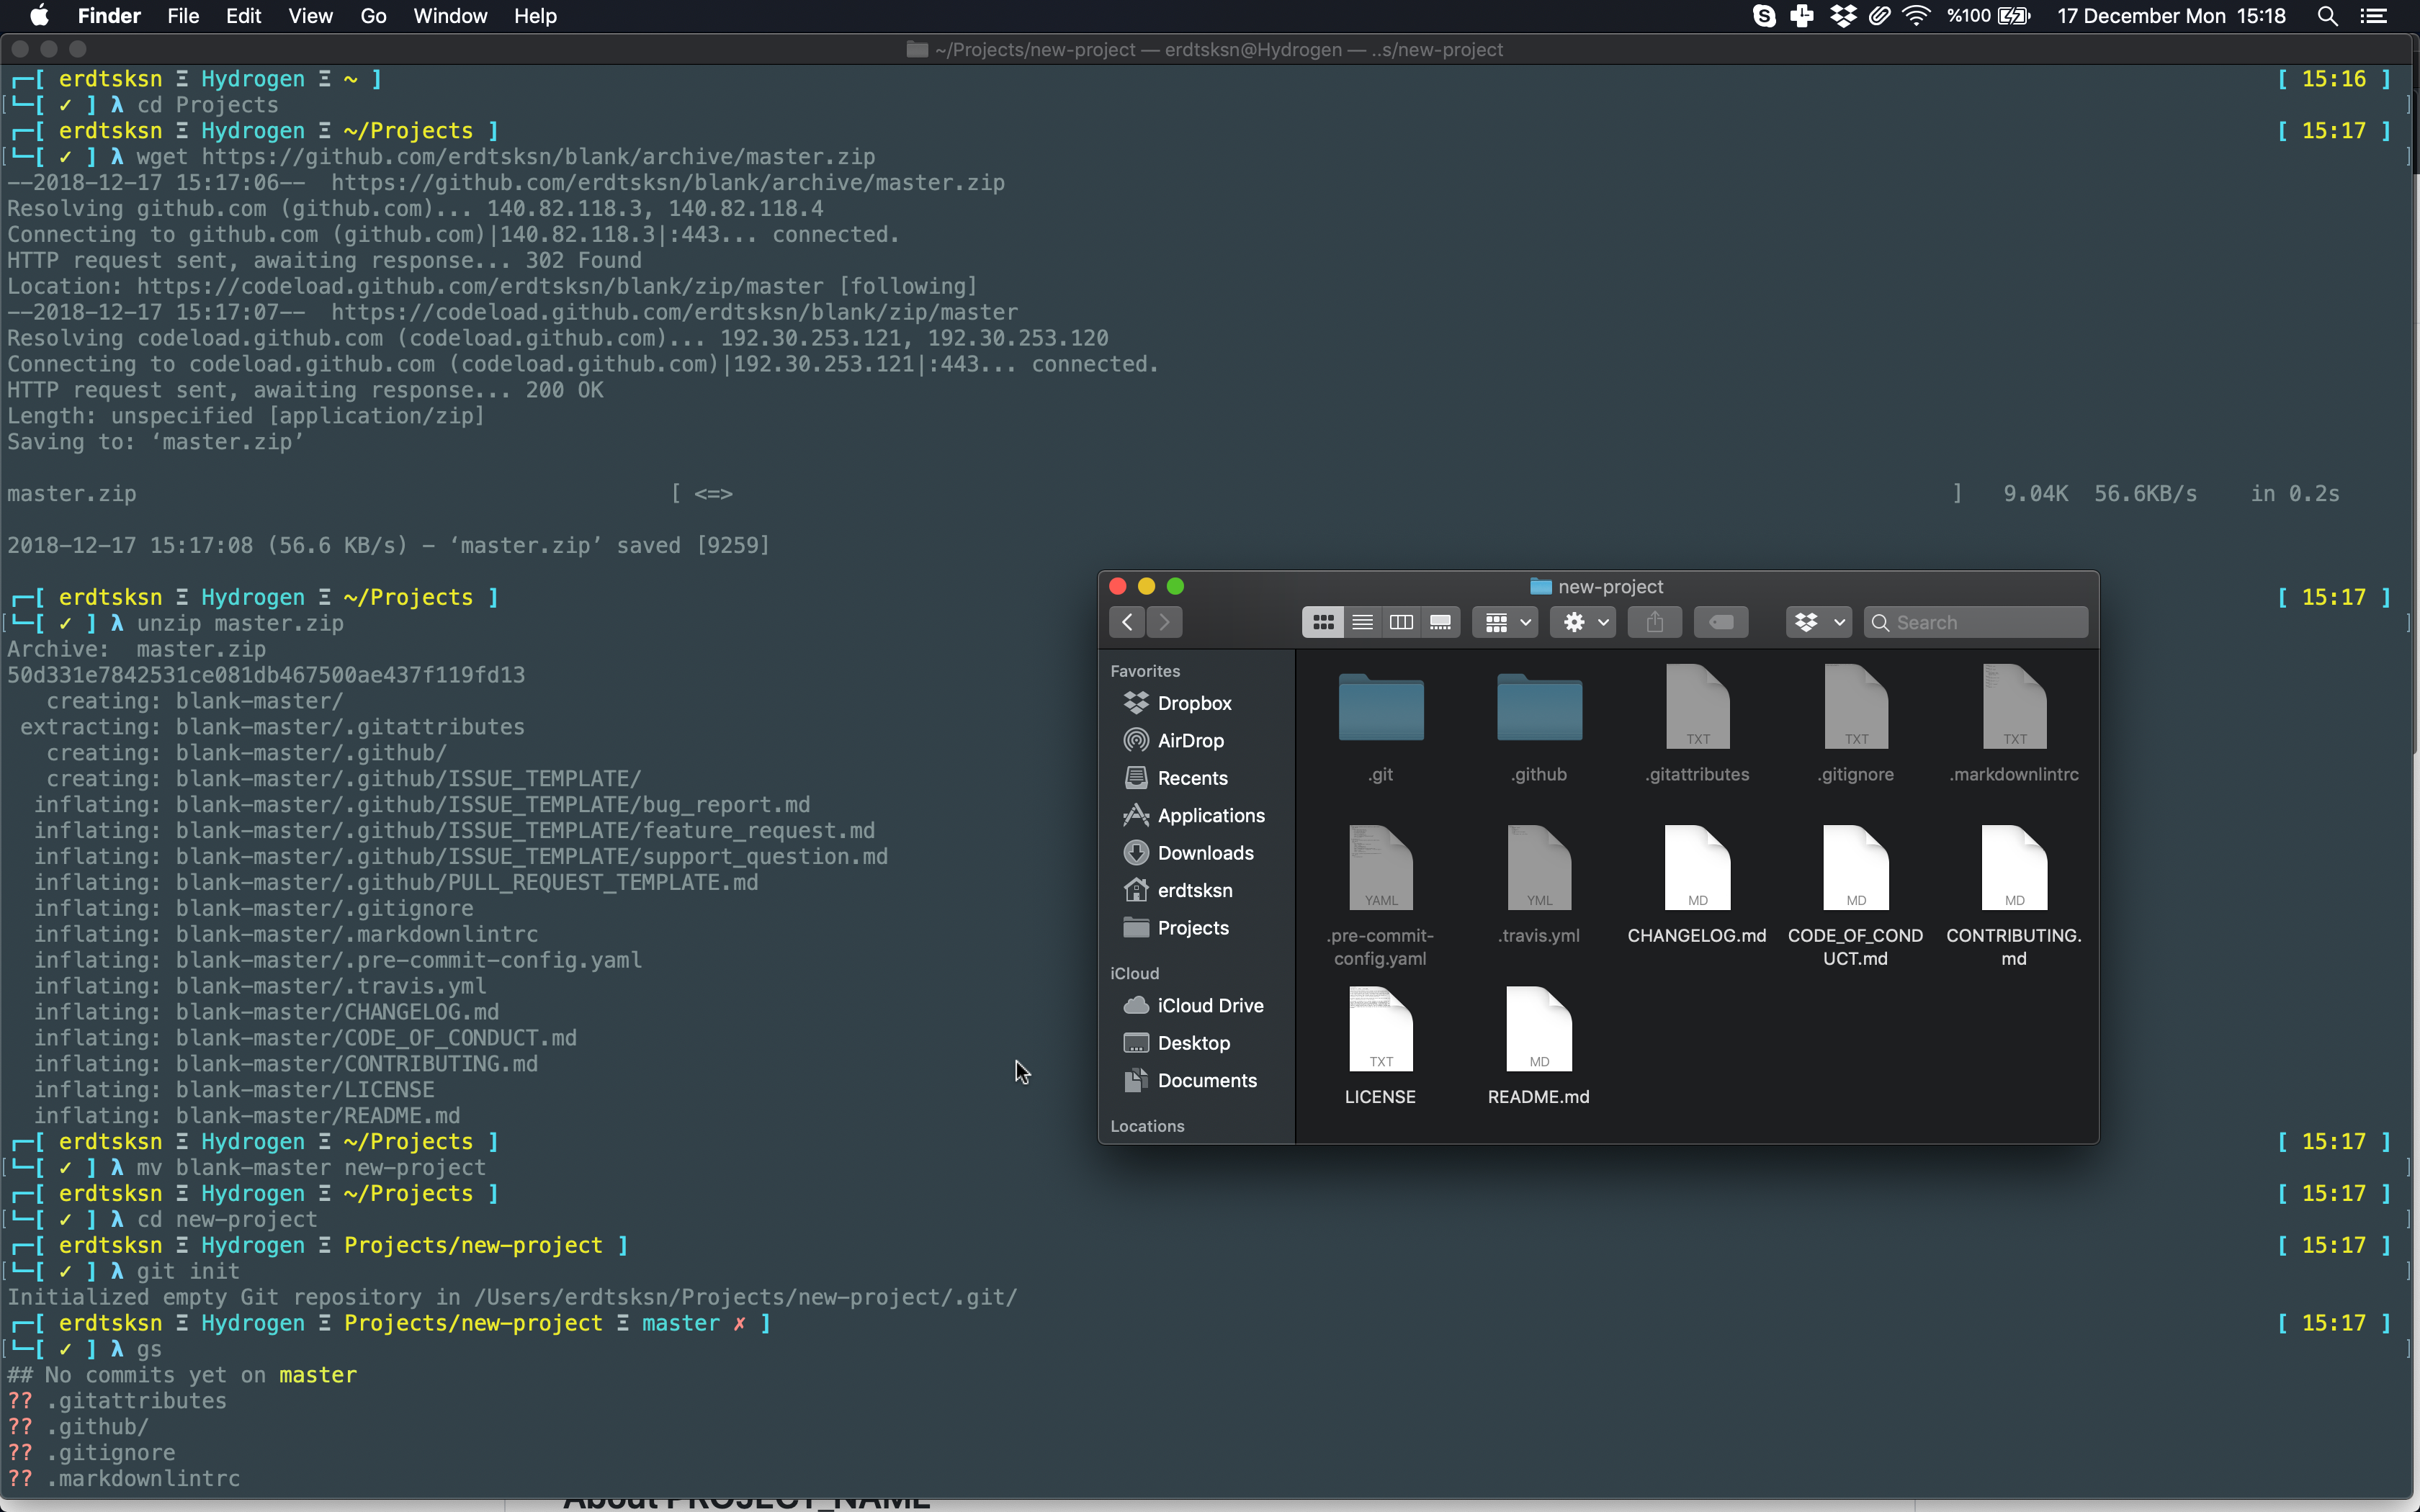 Finder File Edit View Go Window Help %100 17 December Mon 15:18
~/Projects/new-project — erdtsksn@Hydrogen — ..s/new-project
┌─[ erdtsksn Ξ Hydrogen Ξ ~ ] [ 15:16 ]
└─[ ✓ ] λ cd Projects
┌─[ erdtsksn Ξ Hydrogen Ξ ~/Projects ] [ 15:17 ]
└─[ ✓ ] λ wget https://github.com/erdtsksn/blank/archive/master.zip
--2018-12-17 15:17:06-- https://github.com/erdtsksn/blank/archive/master.zip
Resolving github.com (github.com)... 140.82.118.3, 140.82.118.4
Connecting to github.com (github.com)|140.82.118.3|:443... connected.
HTTP request sent, awaiting response... 302 Found
Location: https://codeload.github.com/erdtsksn/blank/zip/master [following]
--2018-12-17 15:17:07-- https://codeload.github.com/erdtsksn/blank/zip/master
Resolving codeload.github.com (codeload.github.com)... 192.30.253.121, 192.30.253.120
Connecting to codeload.github.com (codeload.github.com)|192.30.253.121|:443... connected.
HTTP request sent, awaiting response... 200 OK
Length: unspecified [application/zip]
Saving to: ‘master.zip’
master.zip [ <=> ] 9.04K 56.6KB/s in 0.2s
2018-12-17 15:17:08 (56.6 KB/s) - ‘master.zip’ saved [9259]
┌─[ erdtsksn Ξ Hydrogen Ξ ~/Projects ] [ 15:17 ]
└─[ ✓ ] λ unzip master.zip
Archive: master.zip
50d331e7842531ce081db467500ae437f119fd13
creating: blank-master/
extracting: blank-master/.gitattributes
creating: blank-master/.github/
creating: blank-master/.github/ISSUE_TEMPLATE/
inflating: blank-master/.github/ISSUE_TEMPLATE/bug_report.md
inflating: blank-master/.github/ISSUE_TEMPLATE/feature_request.md
inflating: blank-master/.github/ISSUE_TEMPLATE/support_question.md
inflating: blank-master/.github/PULL_REQUEST_TEMPLATE.md
inflating: blank-master/.gitignore
inflating: blank-master/.markdownlintrc
inflating: blank-master/.pre-commit-config.yaml
inflating: blank-master/.travis.yml
inflating: blank-master/CHANGELOG.md
inflating: blank-master/CODE_OF_CONDUCT.md
inflating: blank-master/CONTRIBUTING.md
inflating: blank-master/LICENSE
inflating: blank-master/README.md
┌─[ erdtsksn Ξ Hydrogen Ξ ~/Projects ] [ 15:17 ]
└─[ ✓ ] λ mv blank-master new-project
┌─[ erdtsksn Ξ Hydrogen Ξ ~/Projects ] [ 15:17 ]
└─[ ✓ ] λ cd new-project
┌─[ erdtsksn Ξ Hydrogen Ξ Projects/new-project ] [ 15:17 ]
└─[ ✓ ] λ git init
Initialized empty Git repository in /Users/erdtsksn/Projects/new-project/.git/
┌─[ erdtsksn Ξ Hydrogen Ξ Projects/new-project Ξ master ✗ ] [ 15:17 ]
└─[ ✓ ] λ gs
## No commits yet on master
?? .gitattributes
?? .github/
?? .gitignore
?? .markdownlintrc
new-project
Search
Favorites
Dropbox
AirDrop
Recents
Applications
Downloads
erdtsksn
Projects
iCloud
iCloud Drive
Desktop
Documents
Locations
TXT TXT TXT
.git .github .gitattributes .gitignore .markdownlintrc
YAML YML MD MD MD
.pre-commit- .travis.yml CHANGELOG.md CODE_OF_COND CONTRIBUTING.
config.yaml UCT.md md
TXT MD
LICENSE README.md
About PROJECT_NAME